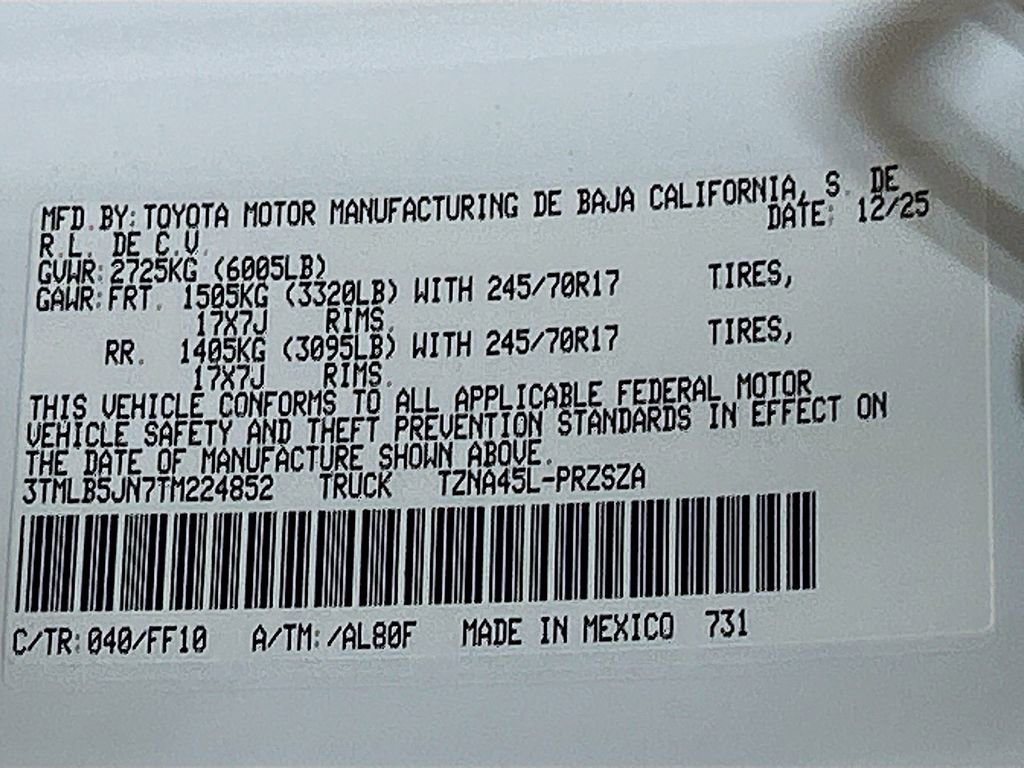 MFD.BY: TOYOTA MOTOR MANUFACTURING DE BAJA CALIFORNIA, S. DE
R.L. DE C.V. DATE: 12/25
GVWR: 2725KG (6005LB)
GAWR: FRT. 1505KG (3320LB) WITH 245/70R17 TIRES,
17X7J RIMS.
RR. 1405KG (3095LB) WITH 245/70R17 TIRES,
17X7J RIMS.
THIS VEHICLE CONFORMS TO ALL APPLICABLE FEDERAL MOTOR
VEHICLE SAFETY AND THEFT PREVENTION STANDARDS IN EFFECT ON
THE DATE OF MANUFACTURE SHOWN ABOVE.
3TMLB5JN7TM224852 TRUCK TZNA45L-PRZSZA
C/TR: 040/FF10 A/TM: /AL80F MADE IN MEXICO 731